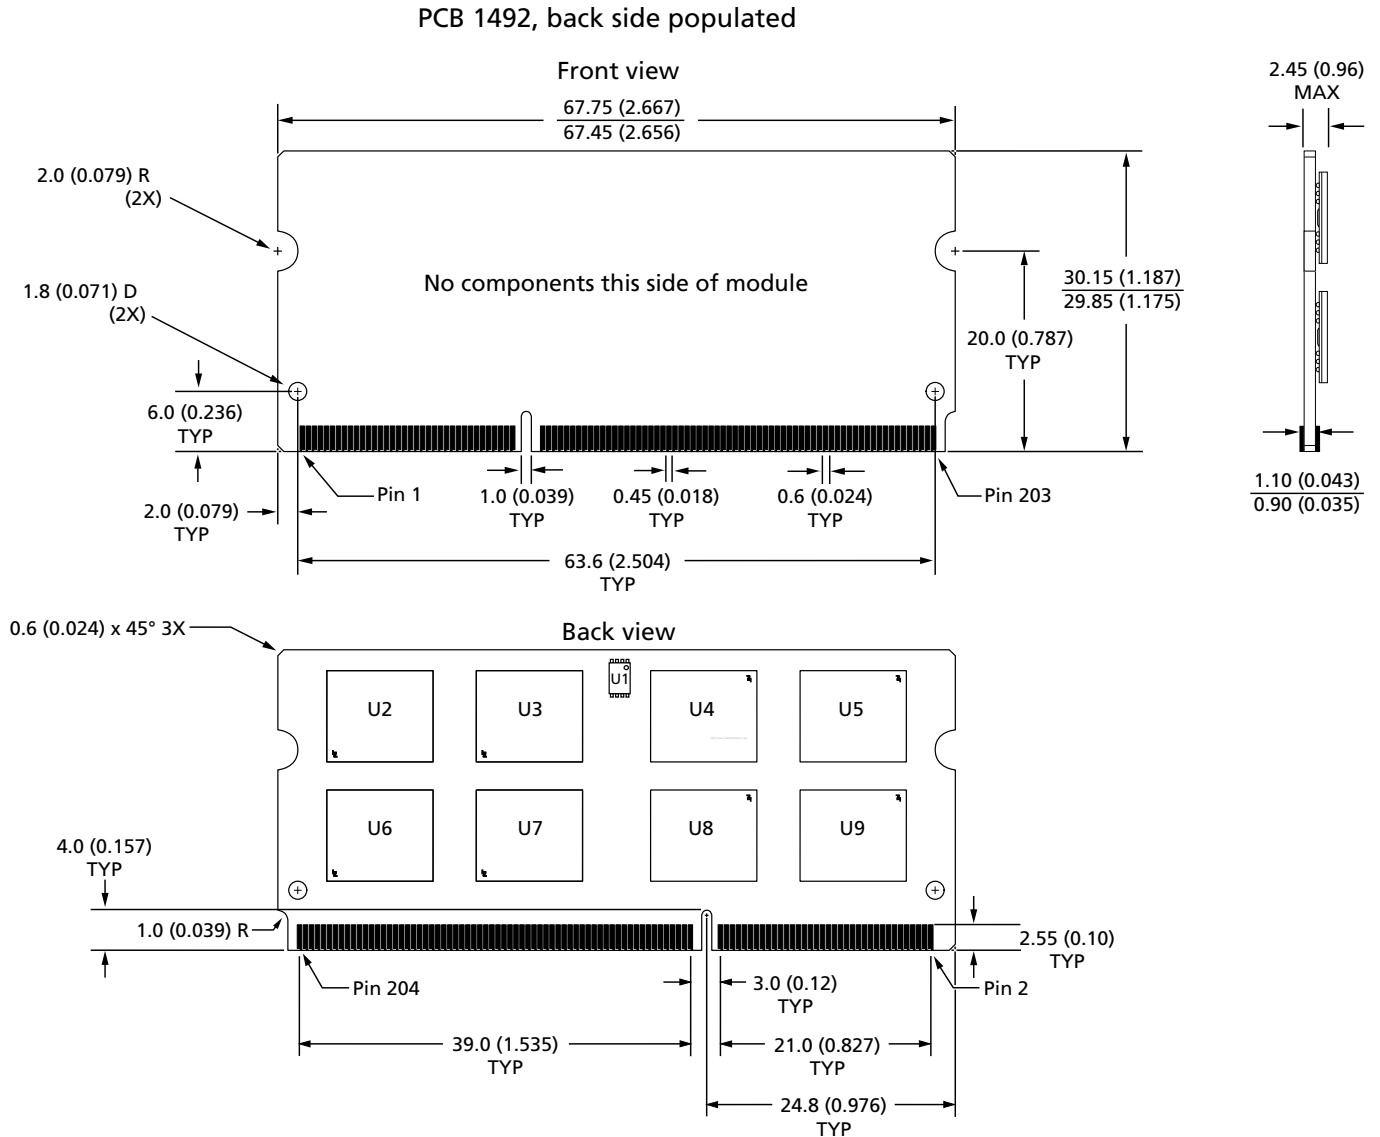 PCB 1492, back side populated
Front view
67.75 (2.667)
67.45 (2.656)
2.45 (0.96)
MAX
2.0 (0.079) R
(2X)
1.8 (0.071) D
(2X)
No components this side of module
30.15 (1.187)
29.85 (1.175)
20.0 (0.787)
TYP
6.0 (0.236)
TYP
2.0 (0.079)
TYP
Pin 1
1.0 (0.039)
TYP
0.45 (0.018)
TYP
0.6 (0.024)
TYP
Pin 203
1.10 (0.043)
0.90 (0.035)
63.6 (2.504)
TYP
0.6 (0.024) x 45° 3X
Back view
U1
U2
U3
U4
U5
U6
U7
U8
U9
4.0 (0.157)
TYP
1.0 (0.039) R
2.55 (0.10)
TYP
Pin 204
3.0 (0.12)
TYP
Pin 2
39.0 (1.535)
TYP
21.0 (0.827)
TYP
24.8 (0.976)
TYP